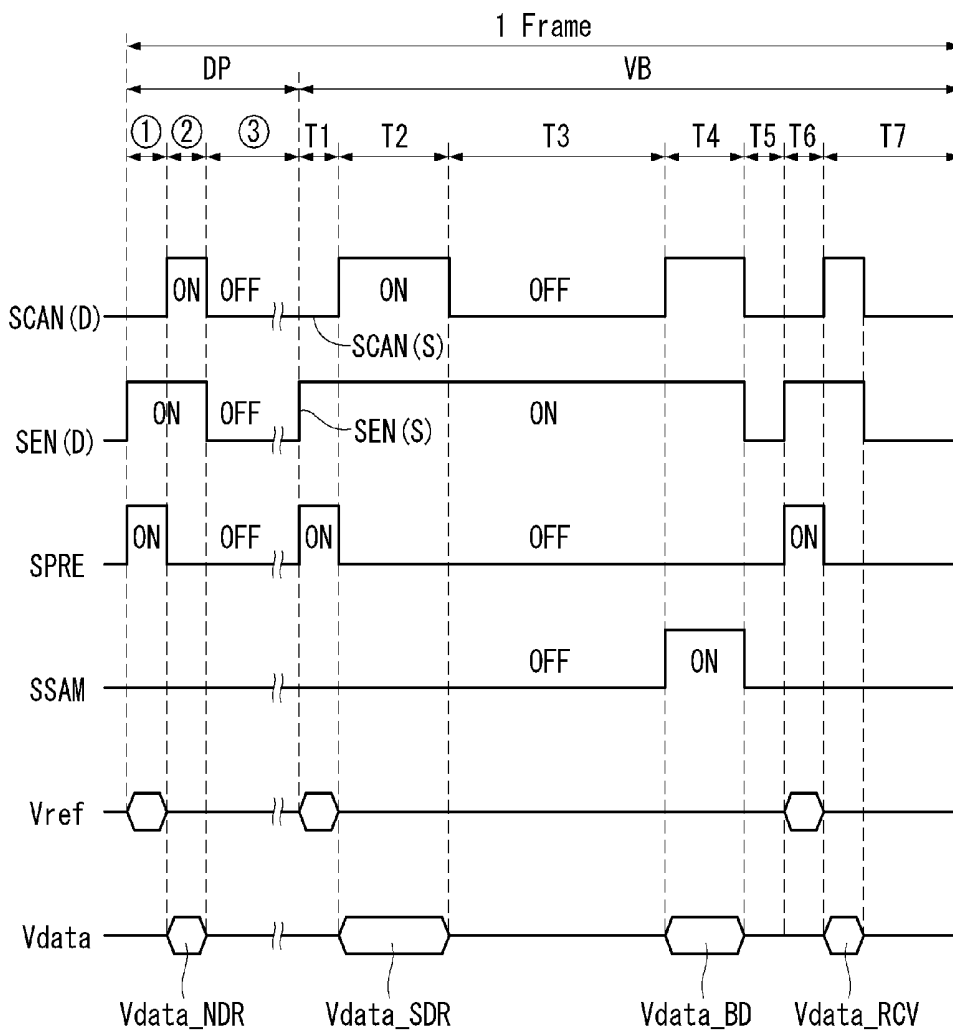 1 Frame
DP VB
① ② ③ T1 T2 T3 T4 T5 T6 T7
SCAN(D) ON OFF ON OFF
SCAN(S)
SEN(D) ON OFF SEN(S) ON
SPRE ON OFF ON OFF ON
SSAM OFF ON
Vref
Vdata
Vdata_NDR Vdata_SDR Vdata_BD Vdata_RCV